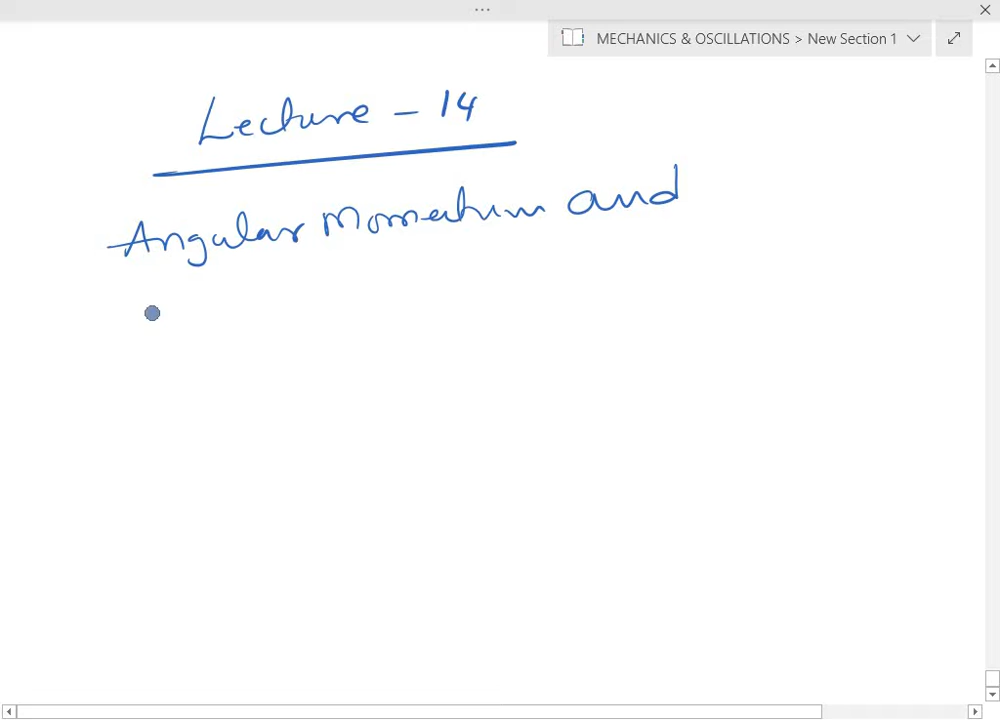 MECHANICS & OSCILLATIONS > New Section 1
Lecture - 14
Angular Momentum and